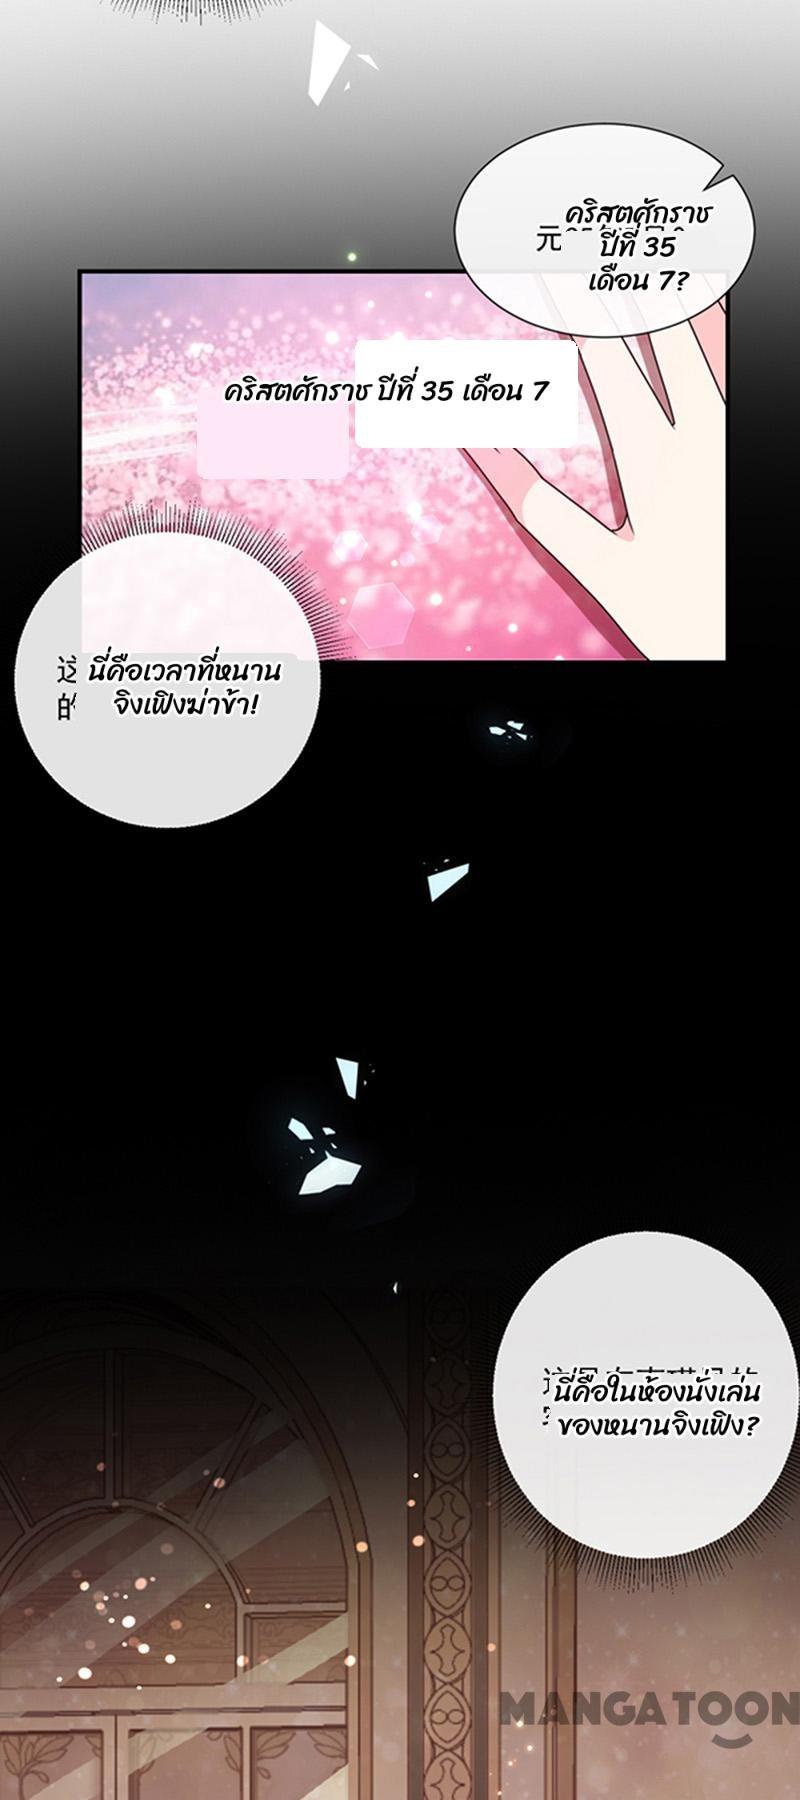 คริสตศักราช
ปีที่ 35
เดือน 7?
元
คริสตศักราช ปีที่ 35 เดือน 7
这
的
นี่คือเวลาที่หนาน
จิงเฟิงฆ่าข้า!
นี่คือในห้องนั่งเล่น
ของหนานจิงเฟิง?
MANGATOON